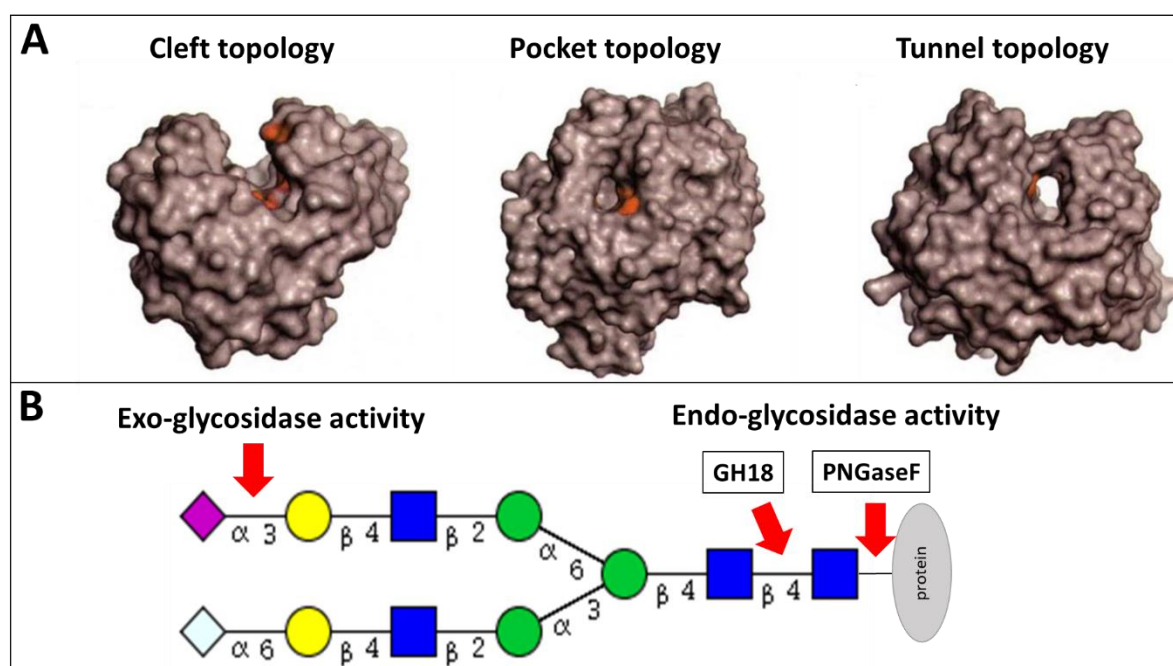 A
Cleft topology
Pocket topology
Tunnel topology
B
Exo-glycosidase activity
Endo-glycosidase activity
GH18
PNGaseF
α 3 β 4 β 2 α 6
β 4 β 4
protein
α 6 β 4 β 2 α 3